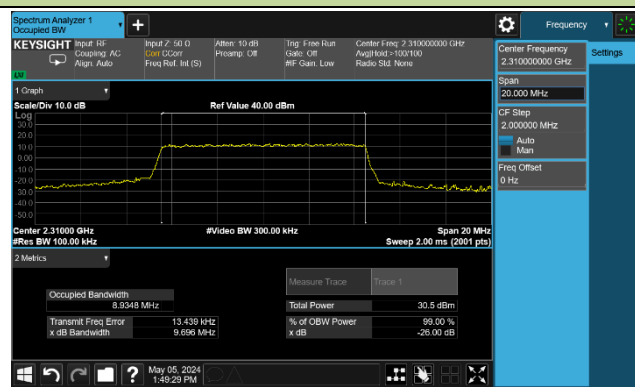 Spectrum Analyzer 1
Occupied BW
+
Frequency
KEYSIGHT
Input: RF
Coupling: AC
Align: Auto
Input Z: 50 Ω
Corr CCorr
Freq Ref: Int (S)
Atten: 10 dB
Preamp: Off
Trig: Free Run
Gate: Off
#IF Gain: Low
Center Freq: 2.310000000 GHz
Avg|Hold:>100/100
Radio Std: None
Center Frequency
2.310000000 GHz
Settings
Span
20.000 MHz
CF Step
2.000000 MHz
Auto
Man
Freq Offset
0 Hz
1 Graph
Scale/Div 10.0 dB
Ref Value 40.00 dBm
Log
30.0
20.0
10.0
0.00
-10.0
-20.0
-30.0
-40.0
-50.0
Center 2.31000 GHz
#Res BW 100.00 kHz
#Video BW 300.00 kHz
Span 20 MHz
Sweep 2.00 ms (2001 pts)
2 Metrics
Measure Trace
Trace 1
Occupied Bandwidth
8.9348 MHz
Total Power
30.5 dBm
Transmit Freq Error
13.439 kHz
% of OBW Power
99.00 %
x dB Bandwidth
9.696 MHz
x dB
-26.00 dB
?
May 05, 2024
1:49:29 PM